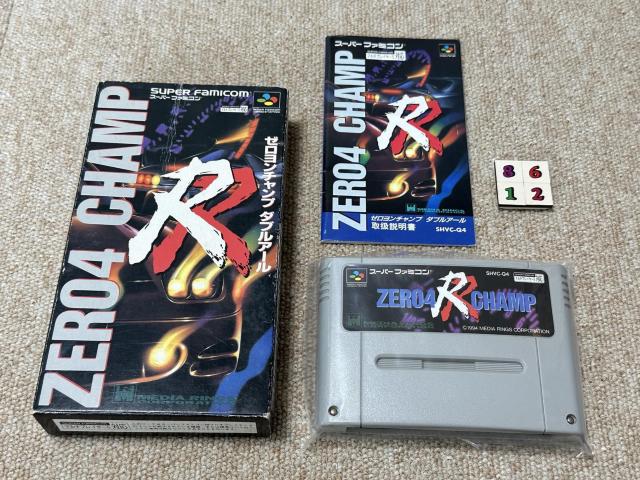 SUPER FAMICOM
スーパーファミコン
ZERO4 CHAMP
RR
ゼロヨンチャンプ ダブルアール
MEDIA RINGS
CORPORATION
スーパーファミコン
ZERO4 CHAMP
RR
ゼロヨンチャンプ ダブルアール
取扱説明書
SHVC-Q4
8 6
1 2
スーパーファミコン
SHVC-Q4
ZERO4 RR CHAMP
©1994 MEDIA RINGS CORPORATION